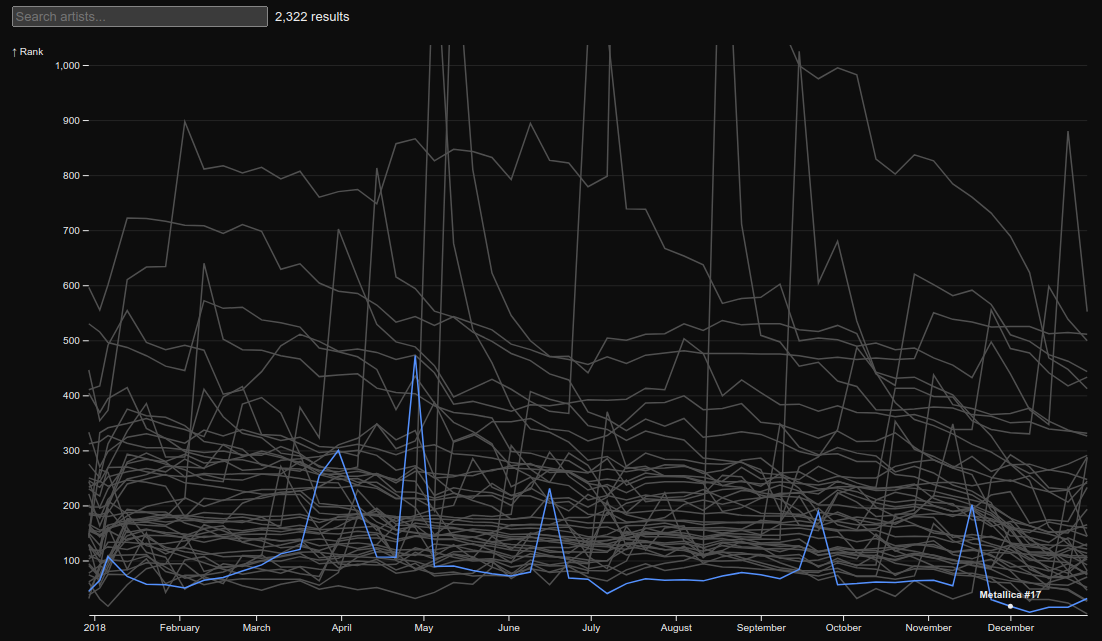 Search artists...
2,322 results
↑ Rank
1,000
900
800
700
600
500
400
300
200
100
Metallica #17
2018 February March April May June July August September October November December